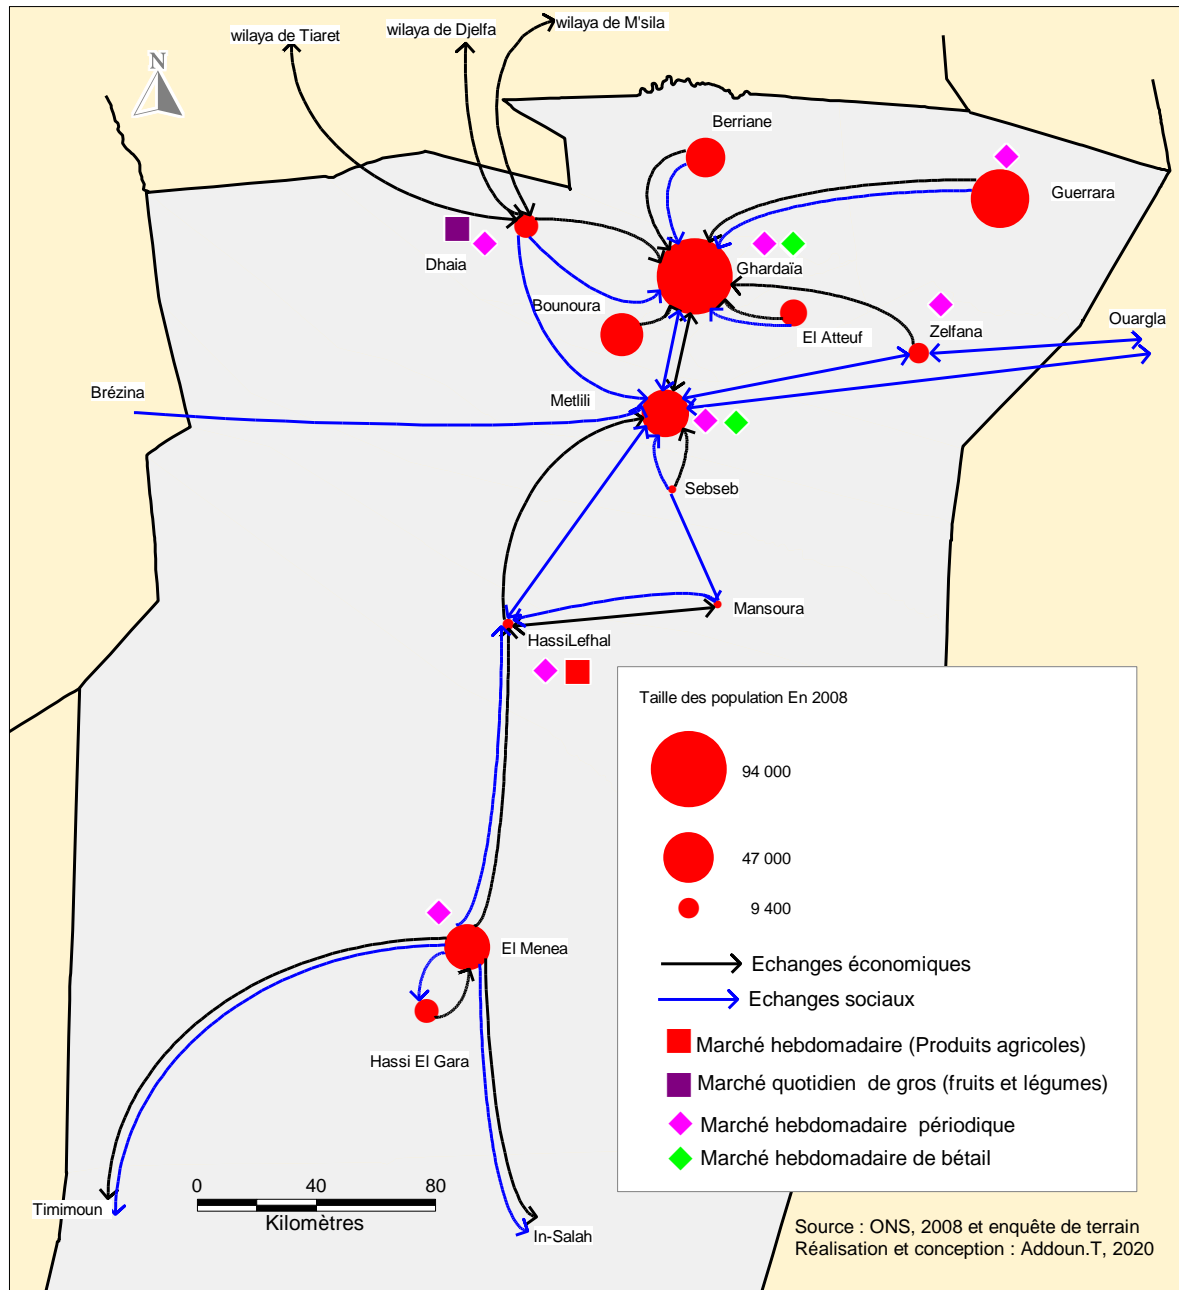 wilaya de Tiaret
wilaya de Djelfa
wilaya de M'sila
N
Berriane
Guerrara
Dhaia
Ghardaïa
Bounoura
El Atteuf
Zelfana
Ouargla
Brézina
Metlili
Sebseb
Mansoura
HassiLefhal
El Menea
Hassi El Gara
Timimoun
In-Salah
0 40 80
Kilomètres
Taille des population En 2008
94 000
47 000
9 400
Echanges économiques
Echanges sociaux
Marché hebdomadaire (Produits agricoles)
Marché quotidien de gros (fruits et légumes)
Marché hebdomadaire périodique
Marché hebdomadaire de bétail
Source : ONS, 2008 et enquête de terrain
Réalisation et conception : Addoun.T, 2020